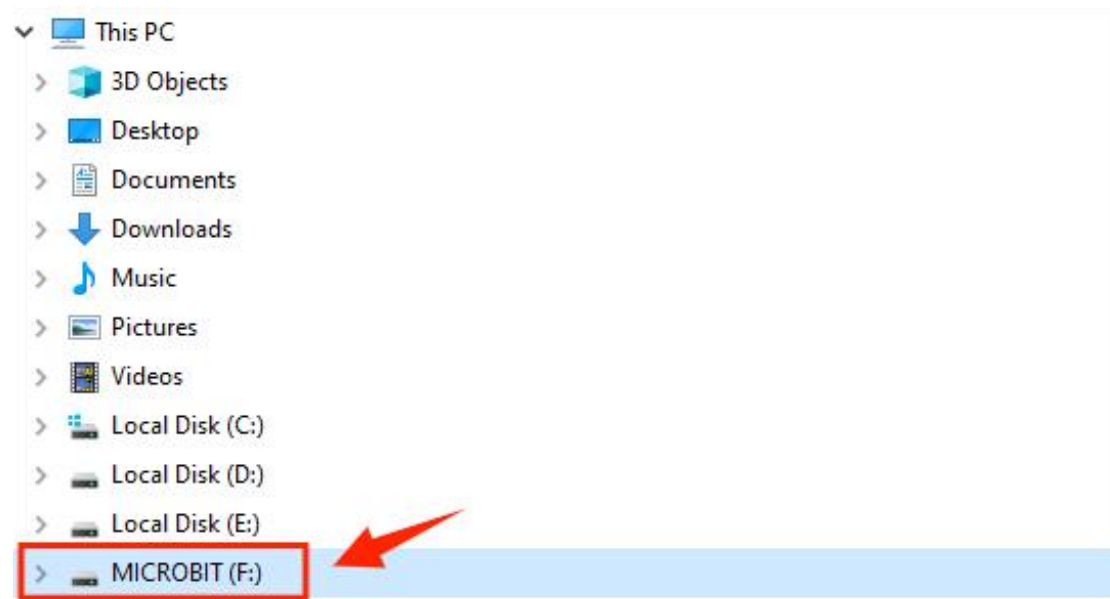 This PC
3D Objects
Desktop
Documents
Downloads
Music
Pictures
Videos
Local Disk (C:)
Local Disk (D:)
Local Disk (E:)
MICROBIT (F:)